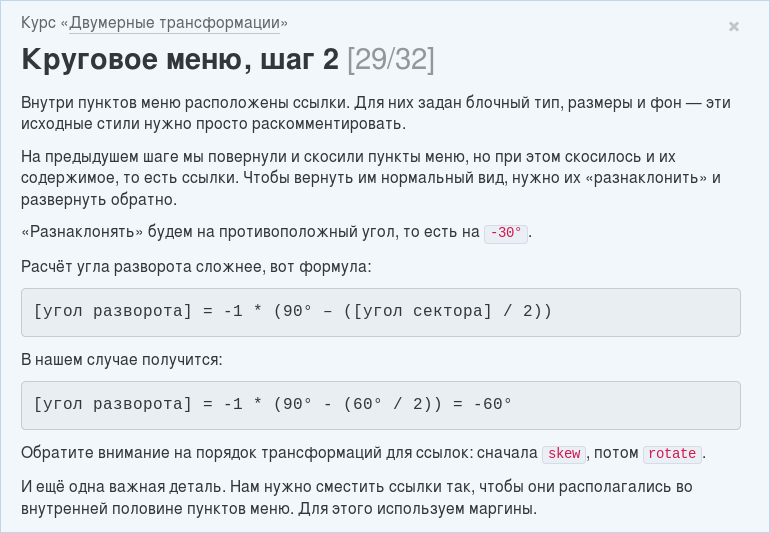 Курс «Двумерные трансформации»
×
Круговое меню, шаг 2 [29/32]
Внутри пунктов меню расположены ссылки. Для них задан блочный тип, размеры и фон — эти
исходные стили нужно просто раскомментировать.
На предыдушем шаге мы повернули и скосили пункты меню, но при этом скосилось и их
содержимое, то есть ссылки. Чтобы вернуть им нормальный вид, нужно их «разнаклонить» и
развернуть обратно.
«Разнаклонять» будем на противоположный угол, то есть на -30°.
Расчёт угла разворота сложнее, вот формула:
[угол разворота] = -1 * (90° – ([угол сектора] / 2))
В нашем случае получится:
[угол разворота] = -1 * (90° - (60° / 2)) = -60°
Обратите внимание на порядок трансформаций для ссылок: сначала skew, потом rotate.
И ещё одна важная деталь. Нам нужно сместить ссылки так, чтобы они располагались во
внутренней половине пунктов меню. Для этого используем маргины.